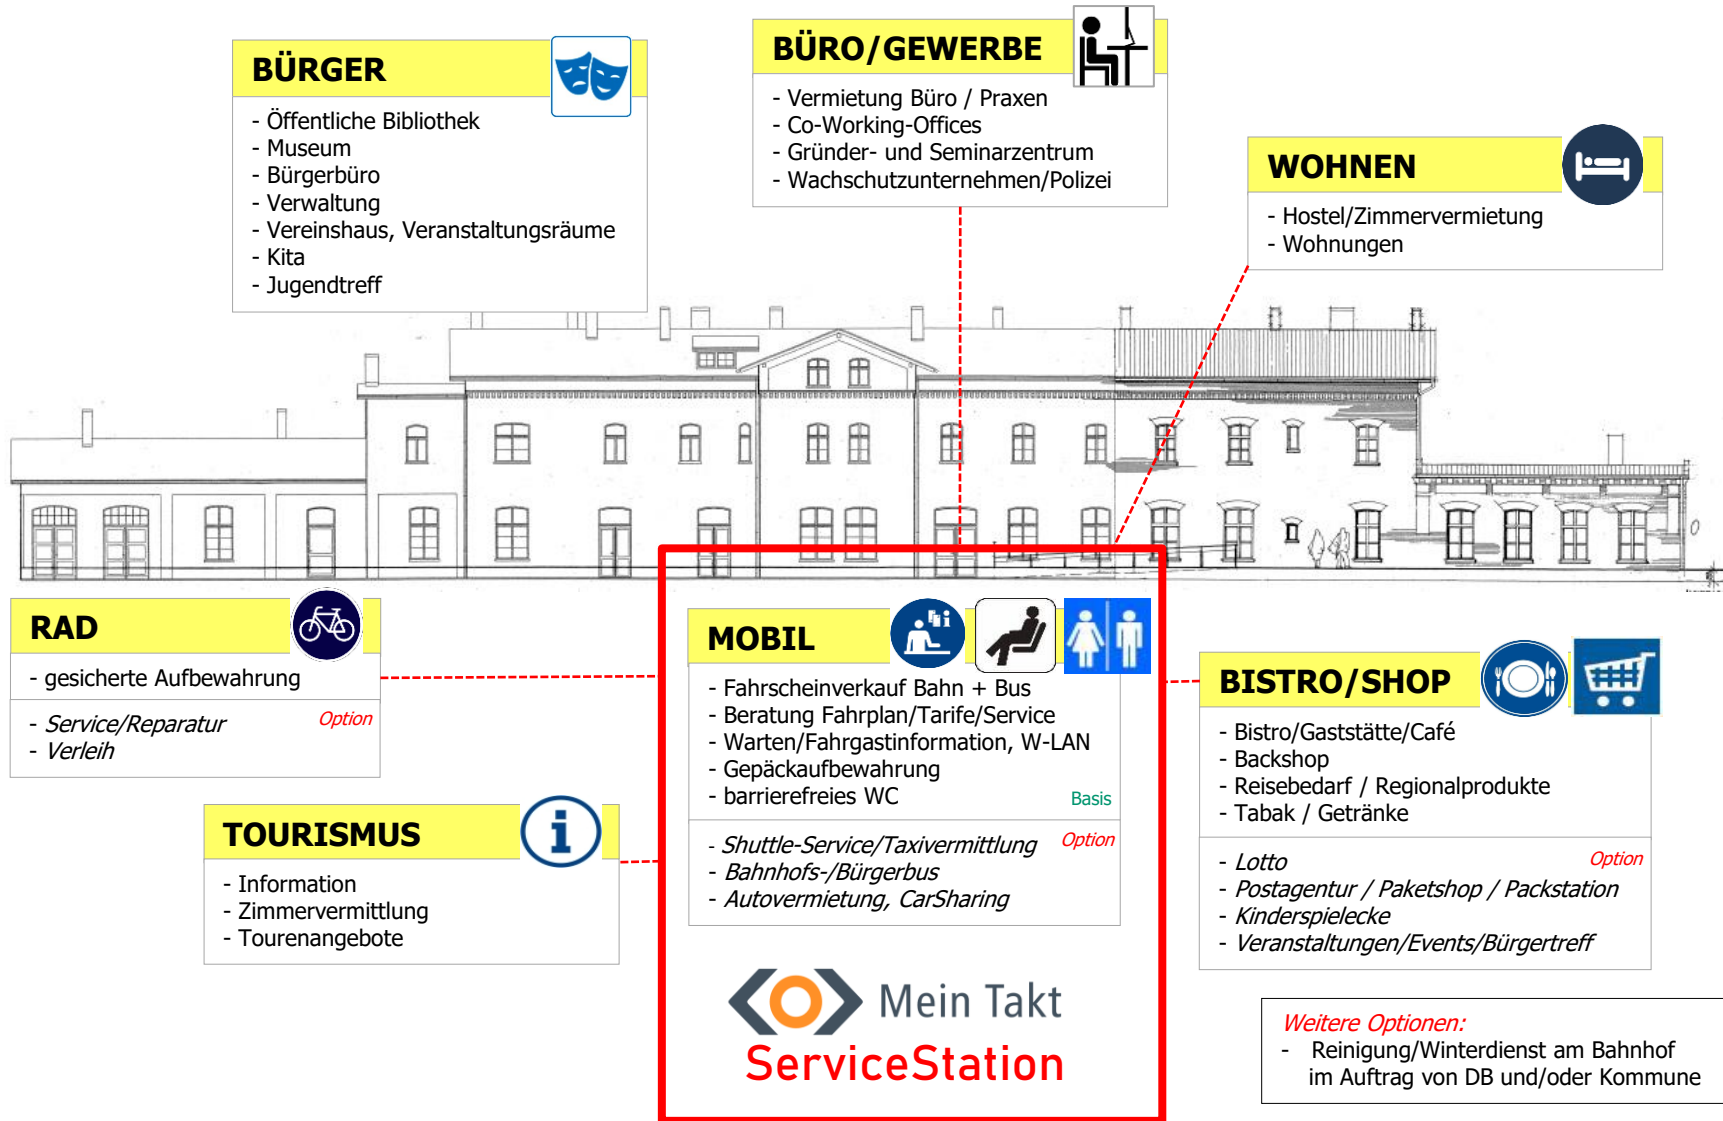 BÜRGER
- Öffentliche Bibliothek
- Museum
- Bürgerbüro
- Verwaltung
- Vereinshaus, Veranstaltungsräume
- Kita
- Jugendtreff
BÜRO/GEWERBE
- Vermietung Büro / Praxen
- Co-Working-Offices
- Gründer- und Seminarzentrum
- Wachschutzunternehmen/Polizei
WOHNEN
- Hostel/Zimmervermietung
- Wohnungen
RAD
- gesicherte Aufbewahrung
- Service/Reparatur Option
- Verleih
TOURISMUS
i
- Information
- Zimmervermittlung
- Tourenangebote
MOBIL
i
- Fahrscheinverkauf Bahn + Bus
- Beratung Fahrplan/Tarife/Service
- Warten/Fahrgastinformation, W-LAN
- Gepäckaufbewahrung
- barrierefreies WC Basis
- Shuttle-Service/Taxivermittlung Option
- Bahnhofs-/Bürgerbus
- Autovermietung, CarSharing
Mein Takt
ServiceStation
BISTRO/SHOP
- Bistro/Gaststätte/Café
- Backshop
- Reisebedarf / Regionalprodukte
- Tabak / Getränke
- Lotto Option
- Postagentur / Paketshop / Packstation
- Kinderspielecke
- Veranstaltungen/Events/Bürgertreff
Weitere Optionen:
- Reinigung/Winterdienst am Bahnhof
im Auftrag von DB und/oder Kommune